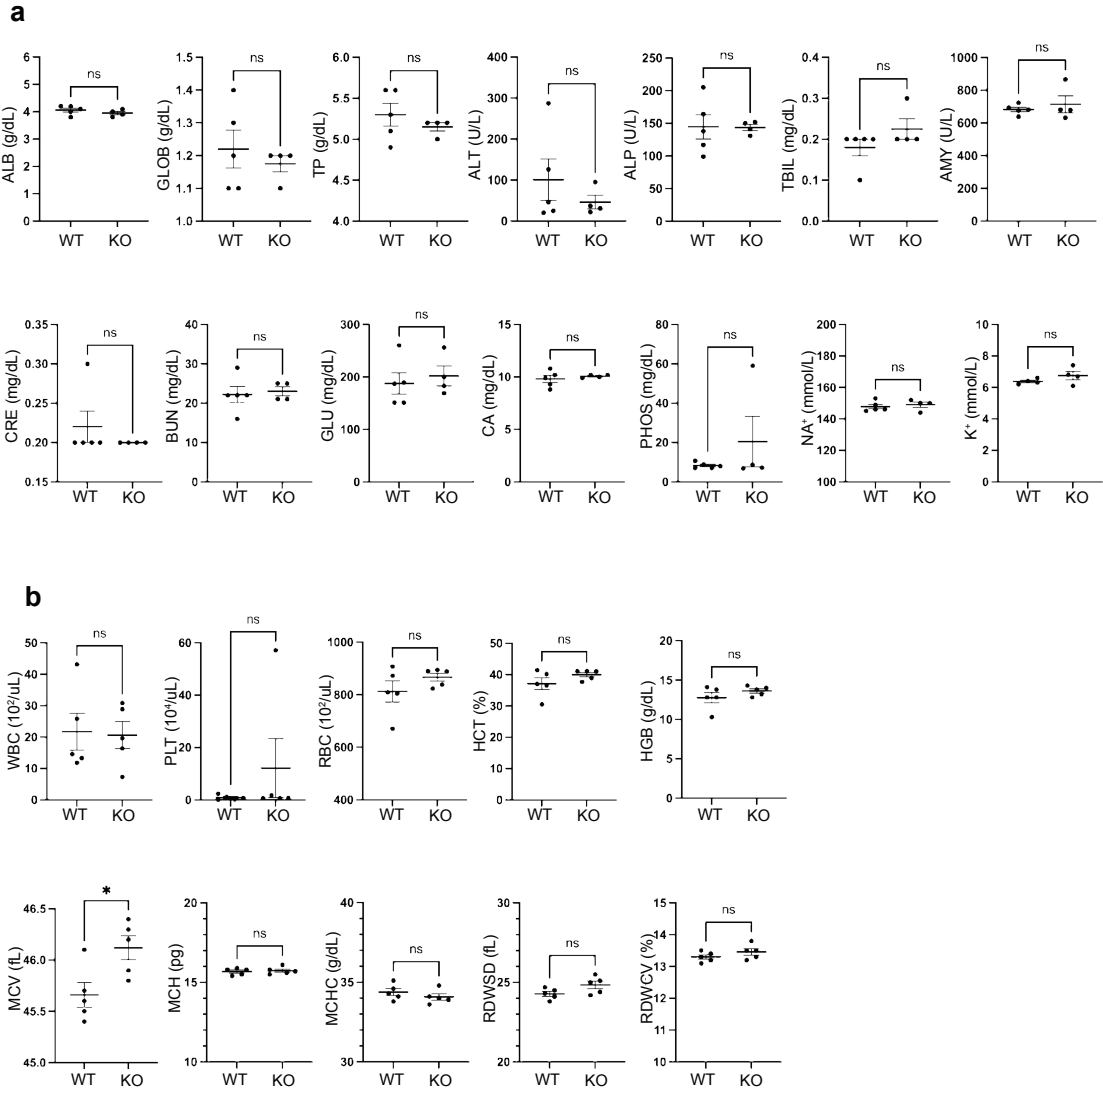 a
ns ns ns ns ns ns ns
ALB (g/dL)
6
5
4
3
2
1
0
WT KO
GLOB (g/dL)
1.5
1.4
1.3
1.2
1.1
1.0
WT KO
TP (g/dL)
6.0
5.5
5.0
4.5
4.0
WT KO
ALT (U/L)
400
300
200
100
0
WT KO
ALP (U/L)
250
200
150
100
50
0
WT KO
TBIL (mg/dL)
0.4
0.3
0.2
0.1
0.0
WT KO
AMY (U/L)
1000
800
600
400
200
0
WT KO
ns ns ns ns ns ns ns
CRE (mg/dL)
0.35
0.30
0.25
0.20
0.15
WT KO
BUN (mg/dL)
40
30
20
10
0
WT KO
GLU (mg/dL)
300
200
100
0
WT KO
CA (mg/dL)
15
10
5
0
WT KO
PHOS (mg/dL)
80
60
40
20
0
WT KO
NA⁺ (mmol/L)
200
180
160
140
120
100
WT KO
K⁺ (mmol/L)
10
8
6
4
2
0
WT KO
b
ns ns ns ns ns
WBC (10²/uL)
50
40
30
20
10
0
WT KO
PLT (10⁴/uL)
60
40
20
0
WT KO
RBC (10²/uL)
1000
800
600
400
WT KO
HCT (%)
50
40
30
20
10
0
WT KO
HGB (g/dL)
20
15
10
5
0
WT KO
* ns ns ns ns
MCV (fL)
46.5
46.0
45.5
45.0
WT KO
MCH (pg)
20
15
10
WT KO
MCHC (g/dL)
40
35
30
WT KO
RDWSD (fL)
30
25
20
WT KO
RDWCV (%)
15
14
13
12
11
10
WT KO